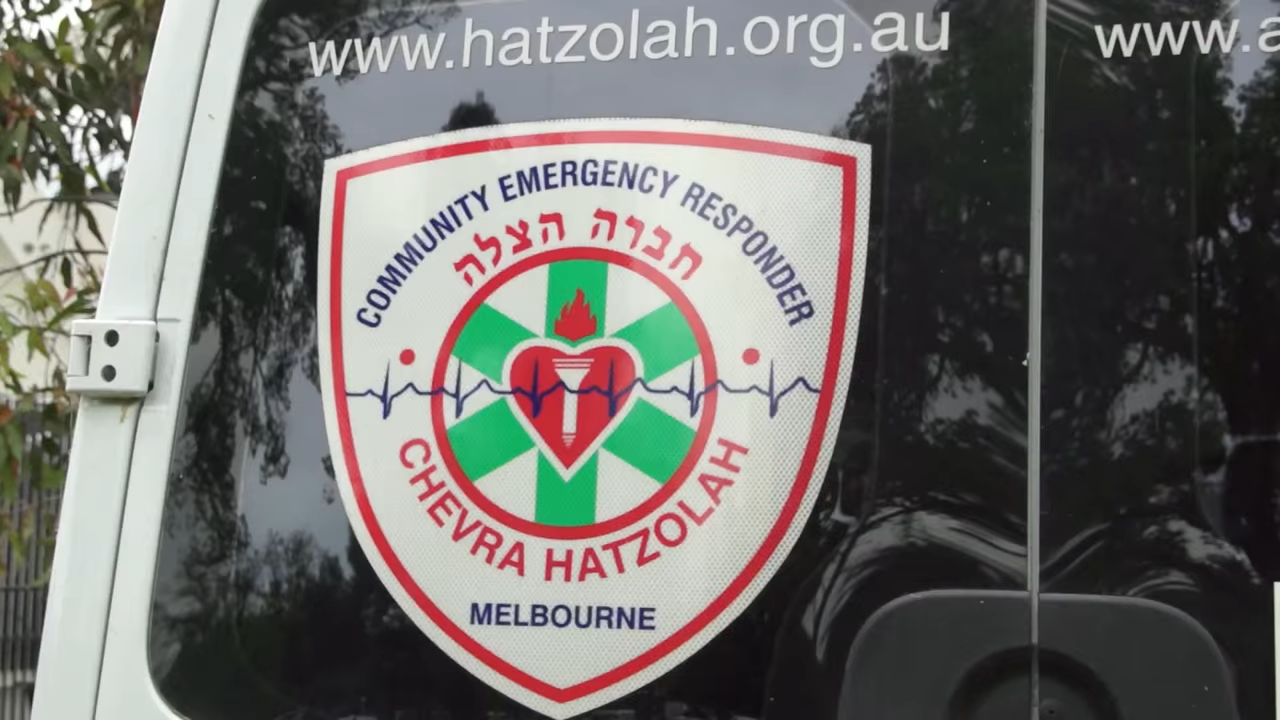 www.hatzolah.org.au
www.a
COMMUNITY EMERGENCY RESPONDER
חברה הצלה
CHEVRA HATZOLAH
MELBOURNE